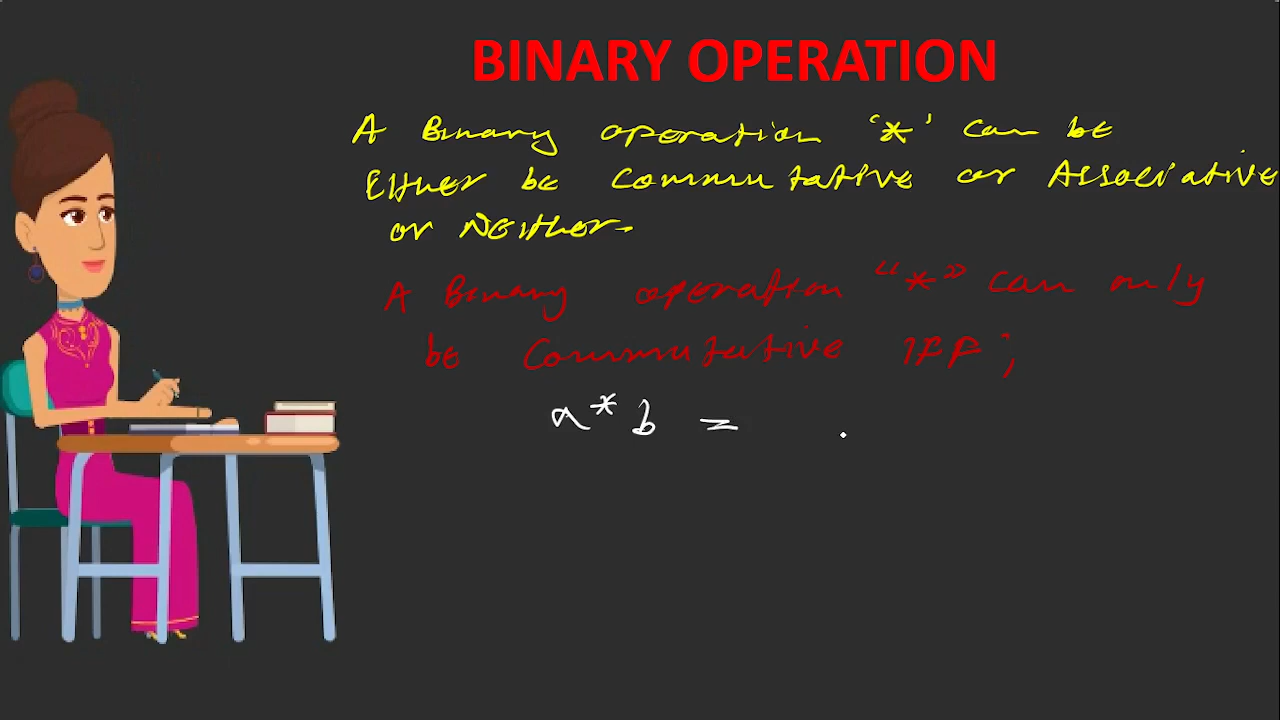 BINARY OPERATION
A Binary operation '*' can be
Either be commutative or Associative
or Neither.
A Binary operation "*" can only
be Commutative IFF;
a * b =